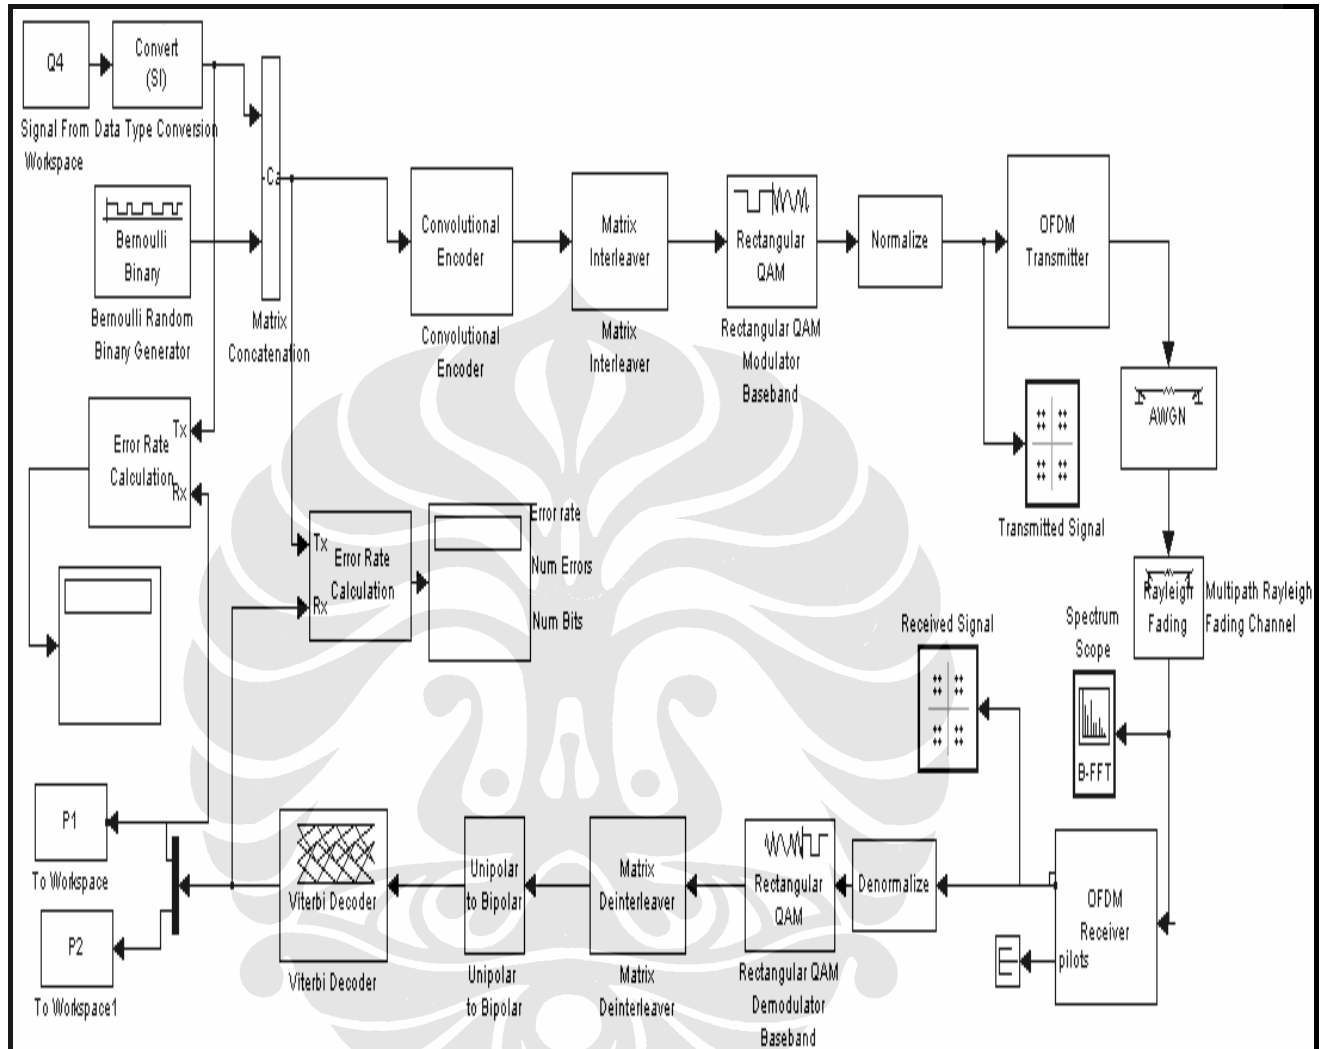 Q4
Convert
(SI)
Signal From
Workspace
Data Type Conversion
Bernoulli
Binary
Bernoulli Random
Binary Generator
Ca
Matrix
Concatenation
Convolutional
Encoder
Convolutional
Encoder
Matrix
Interleaver
Matrix
Interleaver
Rectangular
QAM
Rectangular QAM
Modulator
Baseband
Normalize
OFDM
Transmitter
AWGN
Transmitted Signal
Rayleigh
Fading
Multipath Rayleigh
Fading Channel
Spectrum
Scope
B-FFT
Received Signal
Tx
Error Rate
Calculation
Rx
Tx
Error Rate
Calculation
Rx
Error rate
Num Errors
Num Bits
P1
To Workspace
P2
To Workspace1
Viterbi Decoder
Viterbi Decoder
Unipolar
to Bipolar
Unipolar
to Bipolar
Matrix
Deinterleaver
Matrix
Deinterleaver
Rectangular
QAM
Rectangular QAM
Demodulator
Baseband
Denormalize
OFDM
Receiver
pilots